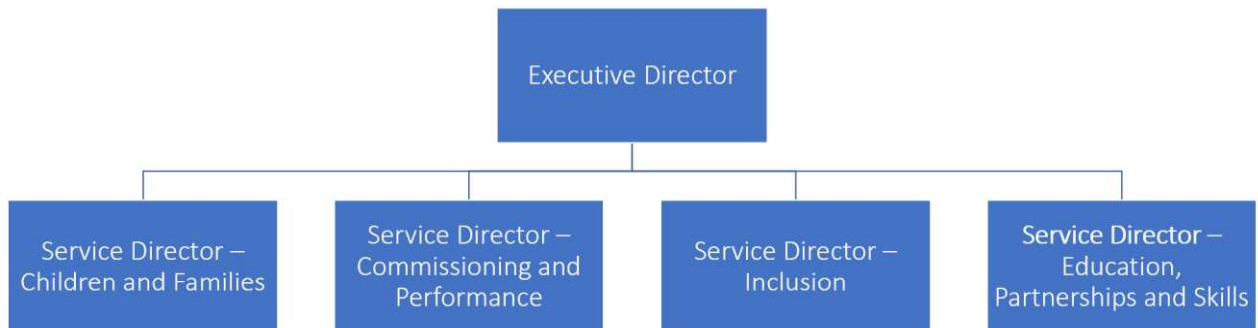 Executive Director
Service Director –
Children and Families
Service Director –
Commissioning and
Performance
Service Director –
Inclusion
Service Director –
Education,
Partnerships and Skills